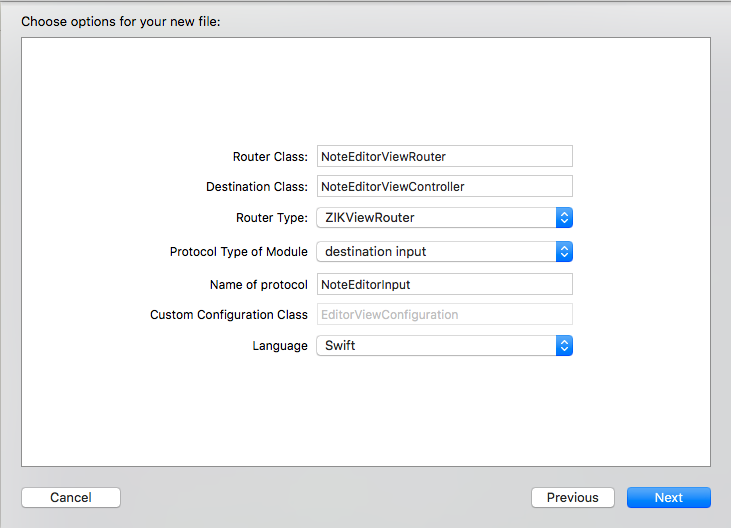 Choose options for your new file:
Router Class: NoteEditorViewRouter
Destination Class: NoteEditorViewController
Router Type: ZIKViewRouter
Protocol Type of Module destination input
Name of protocol NoteEditorInput
Custom Configuration Class EditorViewConfiguration
Language Swift
Cancel Previous Next